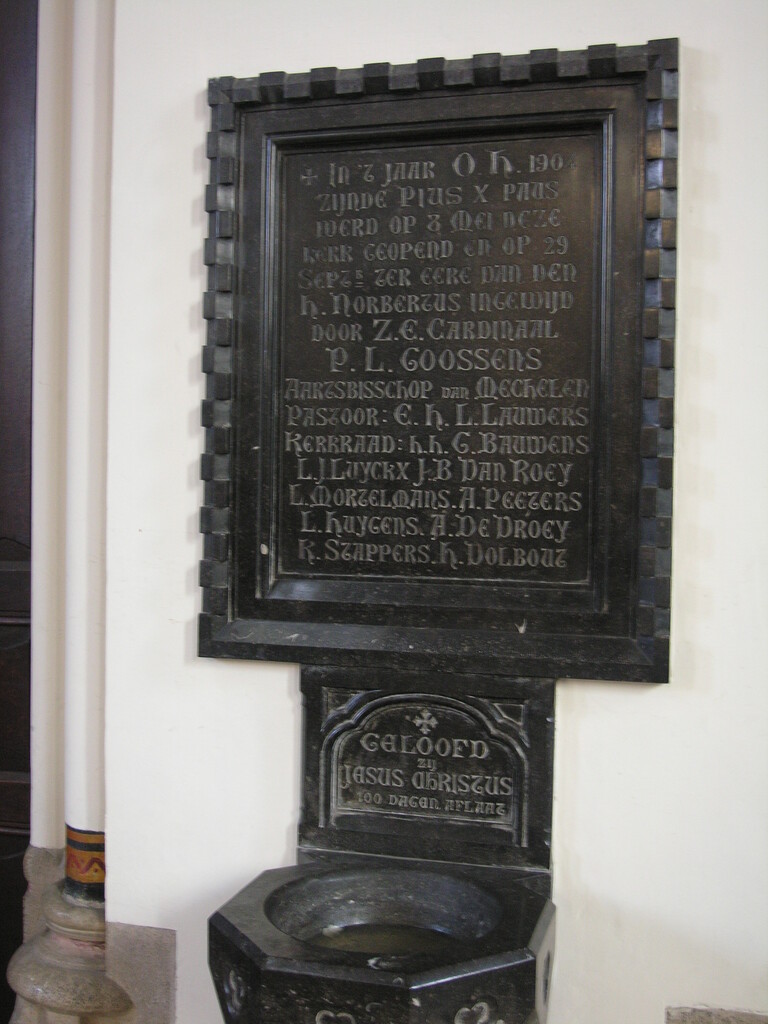 ✠ In 't jaar O.H. 1904
zijnde Pius X paus
werd op 8 Mei deze
kerk geopend en op 29
Septr ter eere van den
H. Norbertus ingewijd
door Z.E. Cardinaal
P. L. Goossens
Aartsbisschop van Mechelen
Pastoor: E. H. L. Lauwers
Kerkraad: H.H. G. Bauwens
L.J Luyckx J.B Van Roey
L. Mortelmans. A. Peeters
L. Huygens. A. De Vroey
R. Stappers. H. Volbout
✠
Geloofd
zij
Jesus Christus
100 dagen aflaat